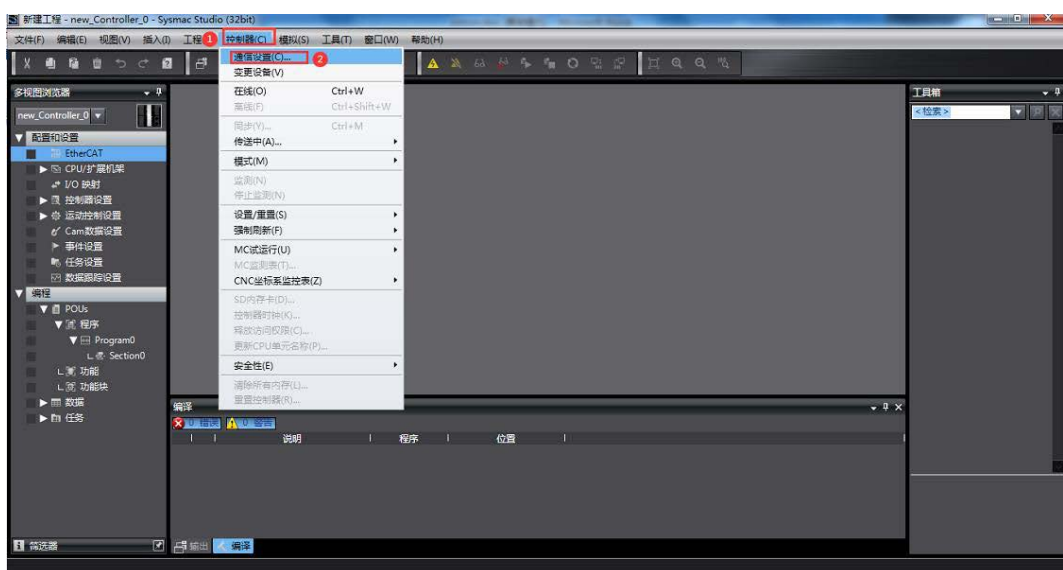 新建工程 - new_Controller_0 - Sysmac Studio (32bit)
文件(F) 编辑(E) 视图(V) 插入(I) 工程 1 控制器(C) 模拟(S) 工具(T) 窗口(W) 帮助(H)
通信设置(C)... 2
变更设备(V)
在线(O) Ctrl+W
离线(F) Ctrl+Shift+W
同步(Y)... Ctrl+M
传送中(A)...
模式(M)
监测(N)
停止监测(N)
设置/重置(S)
强制刷新(F)
MC试运行(U)
MC监测表(T)...
CNC坐标系监控表(Z)
SD内存卡(D)...
控制器时钟(K)...
释放访问权限(C)...
更新CPU单元名称(P)...
安全性(E)
清除所有内存(L)...
重置控制器(R)...
多视图浏览器
new_Controller_0
配置和设置
EtherCAT
CPU/扩展机架
I/O 映射
控制器设置
运动控制设置
Cam数据设置
事件设置
任务设置
数据跟踪设置
编程
POUs
程序
Program0
Section0
功能
功能块
数据
任务
筛选器
工具箱
<检索>
编译
0 错误 0 警告
说明 程序 位置
输出 编译